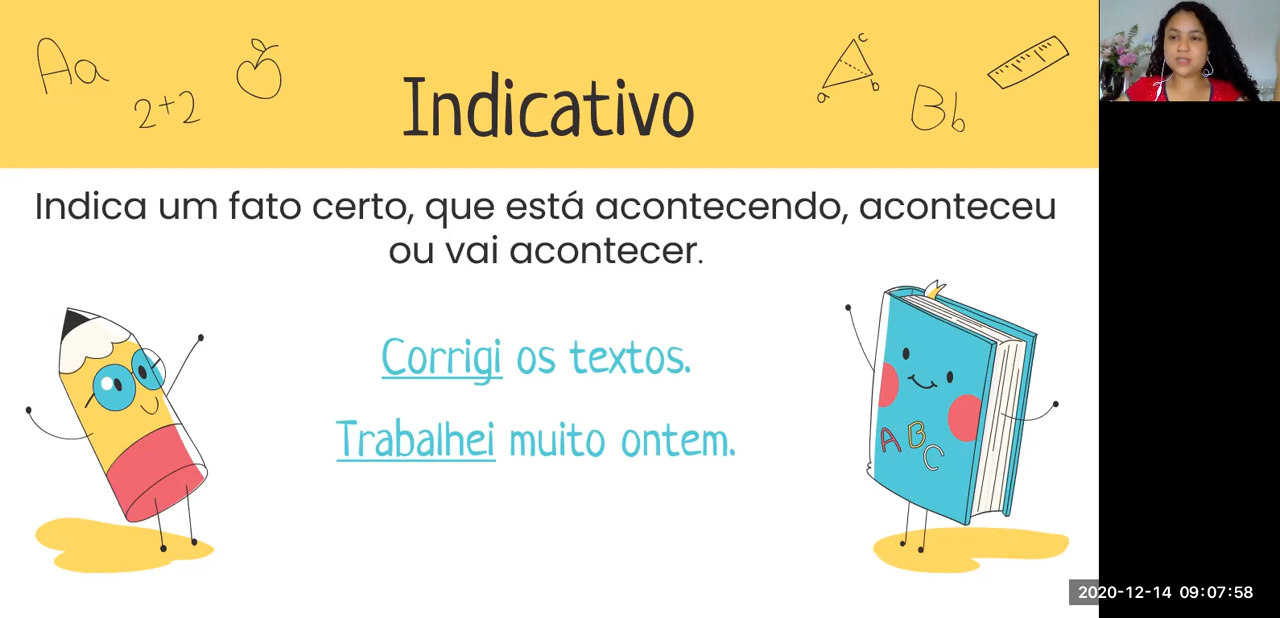 Aa
2+2
Indicativo
a
b
c
Bb
Indica um fato certo, que está acontecendo, aconteceu
ou vai acontecer.
Corrigi os textos.
Trabalhei muito ontem.
ABC
2020-12-14 09:07:58